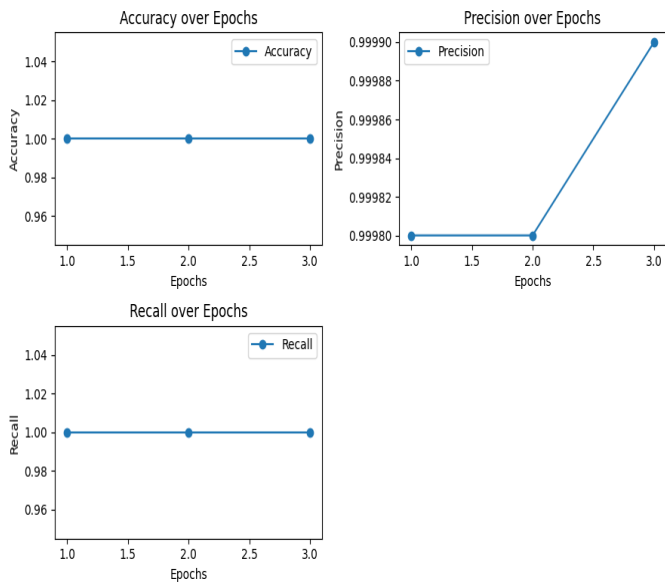 Accuracy over Epochs
Accuracy
1.04
1.02
1.00
0.98
0.96
Accuracy
1.0 1.5 2.0 2.5 3.0
Epochs
Precision over Epochs
Precision
0.99990
0.99988
0.99986
0.99984
0.99982
0.99980
Precision
1.0 1.5 2.0 2.5 3.0
Epochs
Recall over Epochs
Recall
1.04
1.02
1.00
0.98
0.96
Recall
1.0 1.5 2.0 2.5 3.0
Epochs